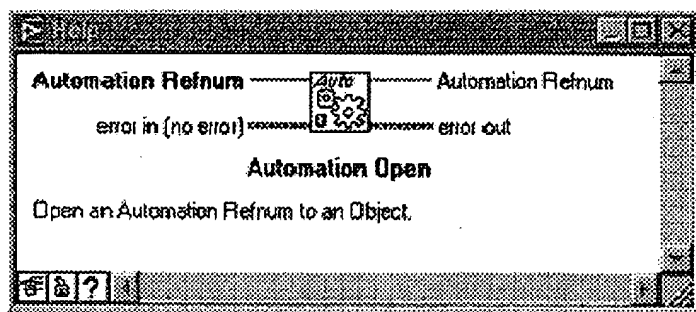 Help
Automation Refnum Auto Automation Refnum
error in (no error) error out
Automation Open
Open an Automation Refnum to an Object.
?